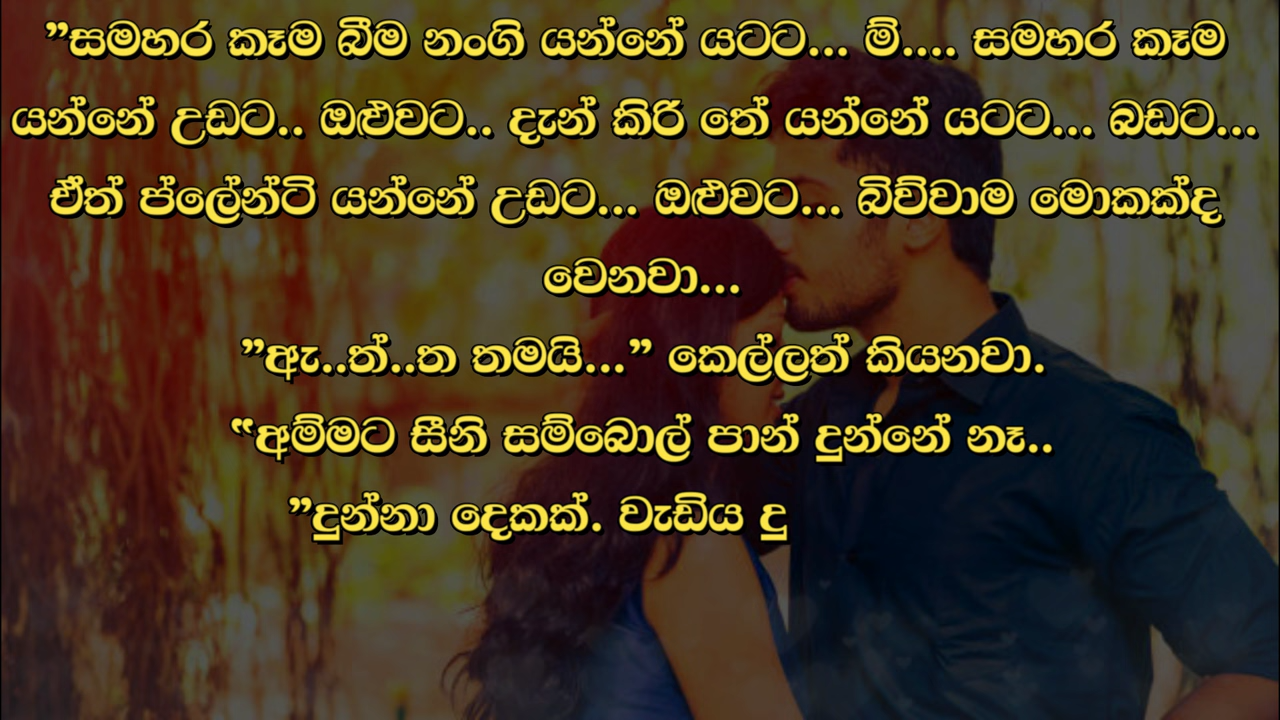 ”සමහර කෑම බීම නංගි යන්නේ යටට... ම්.... සමහර කෑම
යන්නේ උඩට.. ඔළුවට.. දැන් කිරි තේ යන්නේ යටට... බඩට...
ඒත් ප්ලේන්ටි යන්නේ උඩට... ඔළුවට... බිව්වාම මොකක්ද
වෙනවා...
”ඇ..ත්..ත තමයි...” කෙල්ලත් කියනවා.
“අම්මට සීනි සම්බොල් පාන් දුන්නේ නෑ..
”දුන්නා දෙකක්. වැඩිය දු